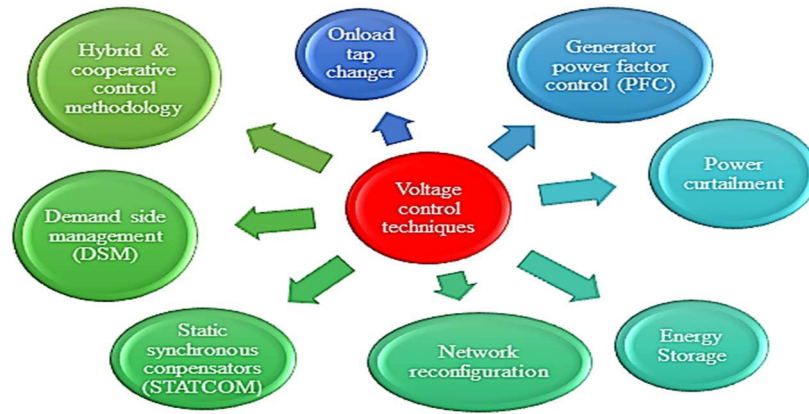 Voltage
control
techniques
Onload
tap
changer
Generator
power factor
control (PFC)
Power
curtailment
Energy
Storage
Network
reconfiguration
Static
synchronous
conpensators
(STATCOM)
Demand side
management
(DSM)
Hybrid &
cooperative
control
methodology